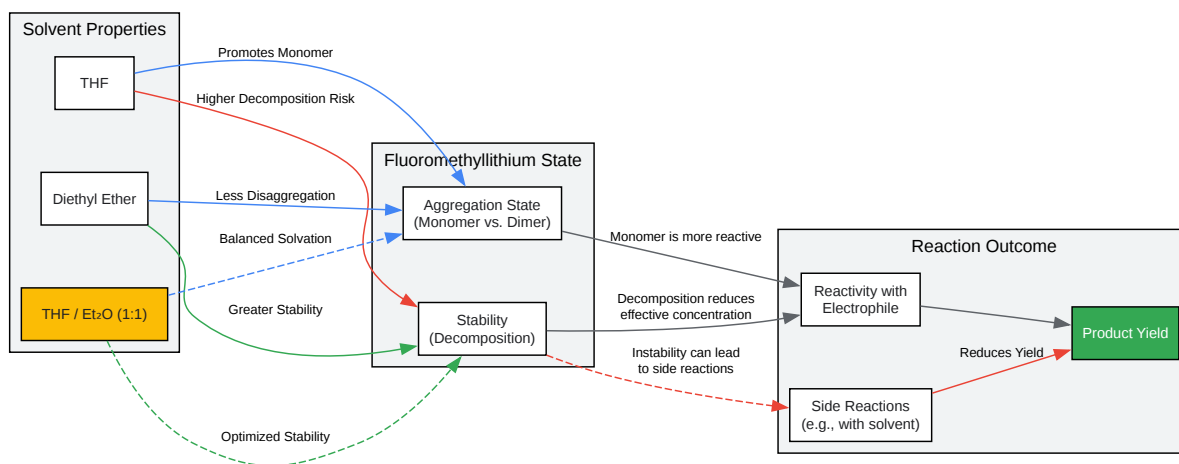 Solvent Properties
THF
Promotes Monomer
Higher Decomposition Risk
Diethyl Ether
Less Disaggregation
Balanced Solvation
THF / Et₂O (1:1)
Greater Stability
Optimized Stability
Fluoromethyllithium State
Aggregation State
(Monomer vs. Dimer)
Stability
(Decomposition)
Monomer is more reactive
Decomposition reduces
effective concentration
Instability can lead
to side reactions
Reaction Outcome
Reactivity with
Electrophile
Product Yield
Reduces Yield
Side Reactions
(e.g., with solvent)